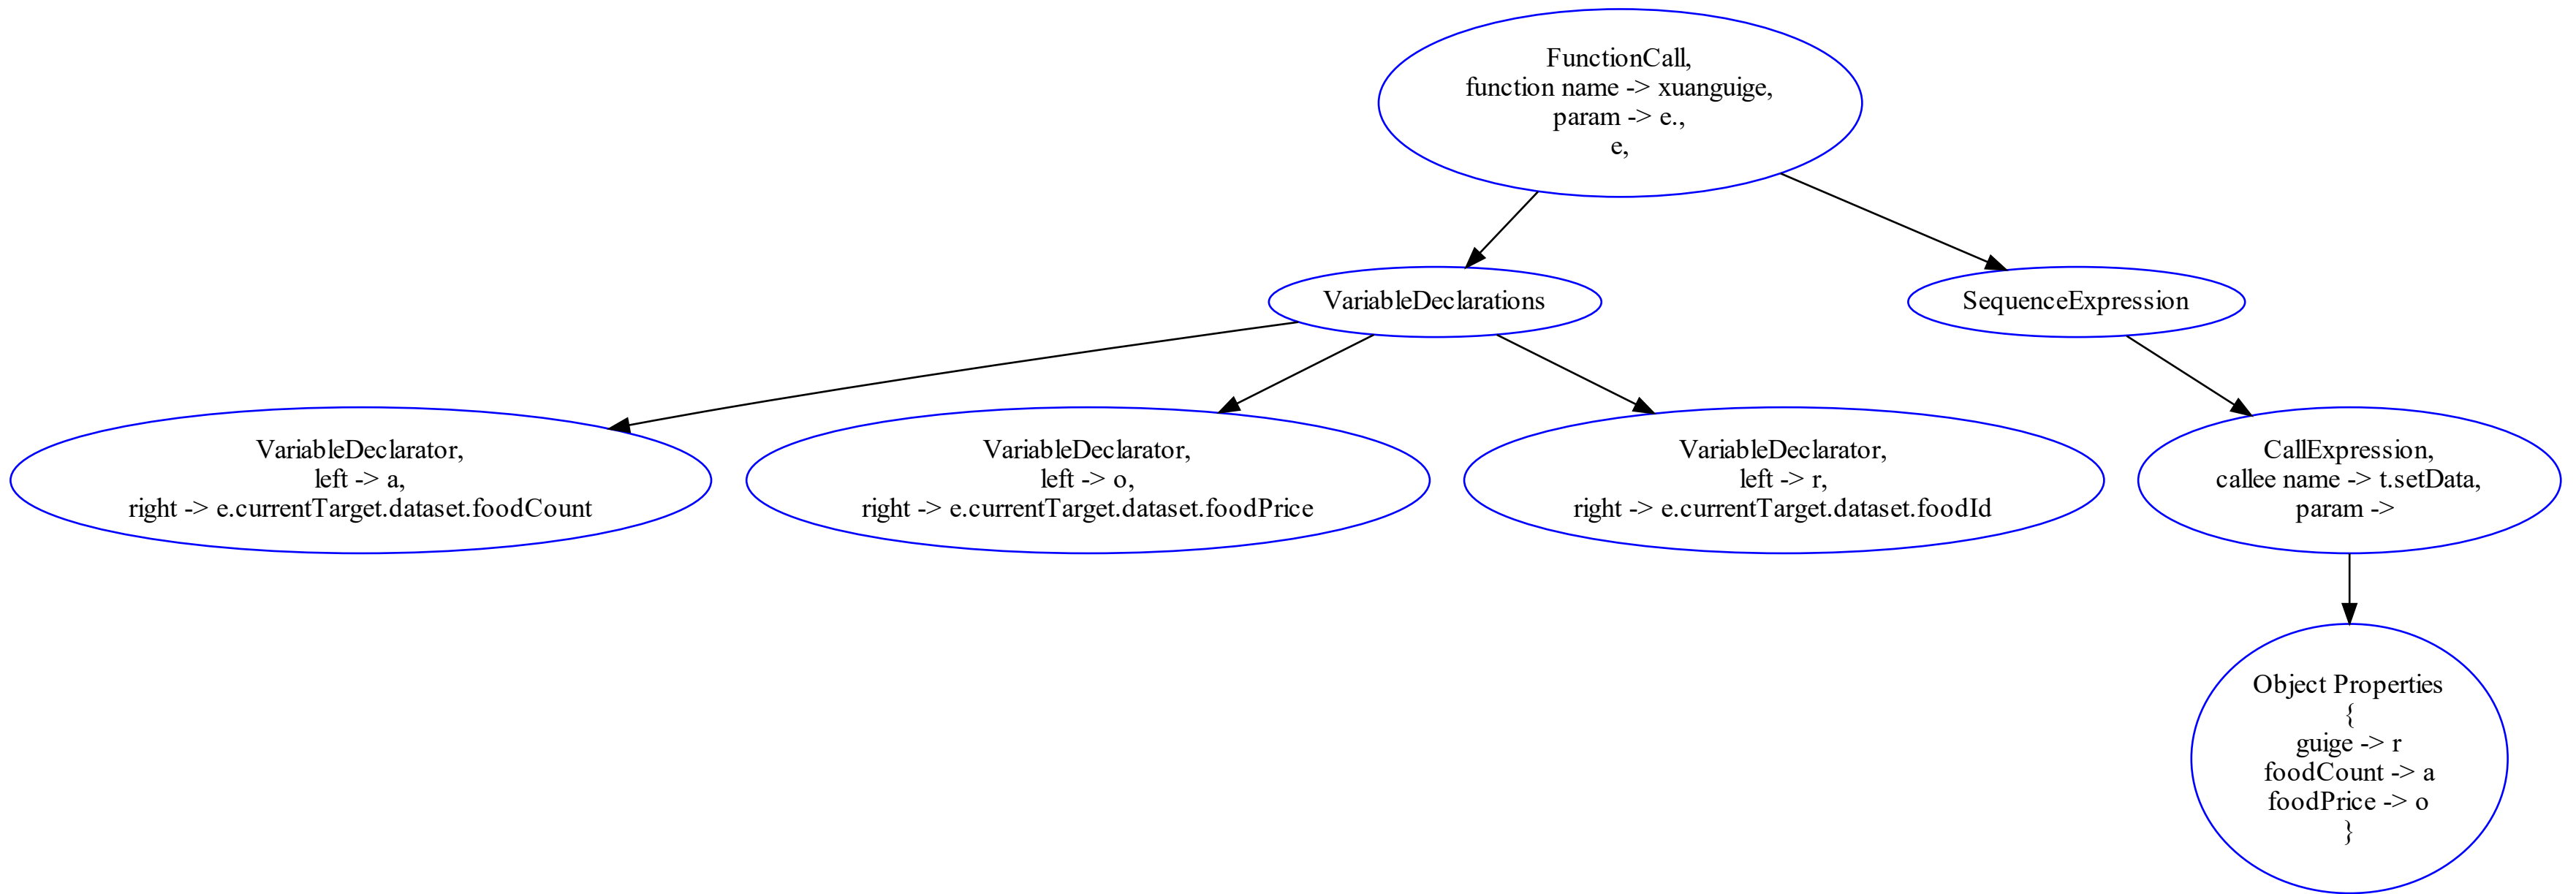 FunctionCall,
function name -> xuanguige,
param -> e.,
e,
VariableDeclarations
SequenceExpression
VariableDeclarator,
left -> a,
right -> e.currentTarget.dataset.foodCount
VariableDeclarator,
left -> o,
right -> e.currentTarget.dataset.foodPrice
VariableDeclarator,
left -> r,
right -> e.currentTarget.dataset.foodId
CallExpression,
callee name -> t.setData,
param ->
Object Properties
{
guige -> r
foodCount -> a
foodPrice -> o
}